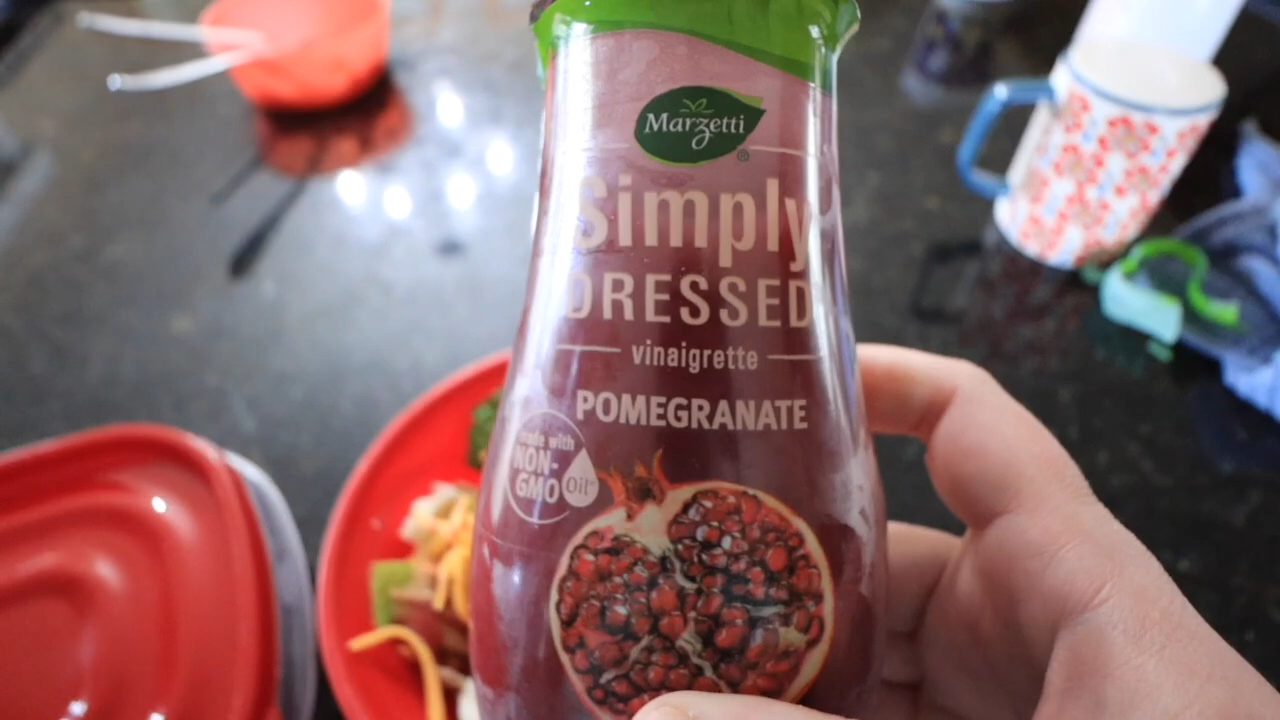 Marzetti
®
Simply
DRESSED
vinaigrette
POMEGRANATE
made with
NON-
GMO Oil*